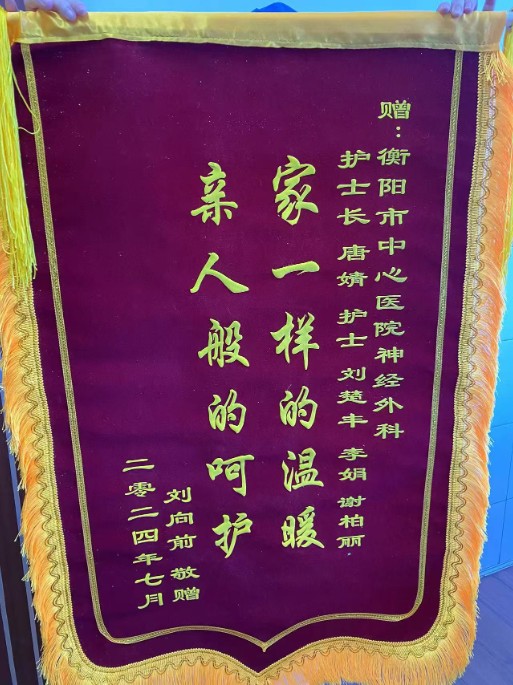 赠：衡阳市中心医院神经外科
护士长 唐婧 护士 刘楚丰 李娟 谢柏丽
家一样的温暖
亲人般的呵护
刘向前 敬赠
二零二四年七月